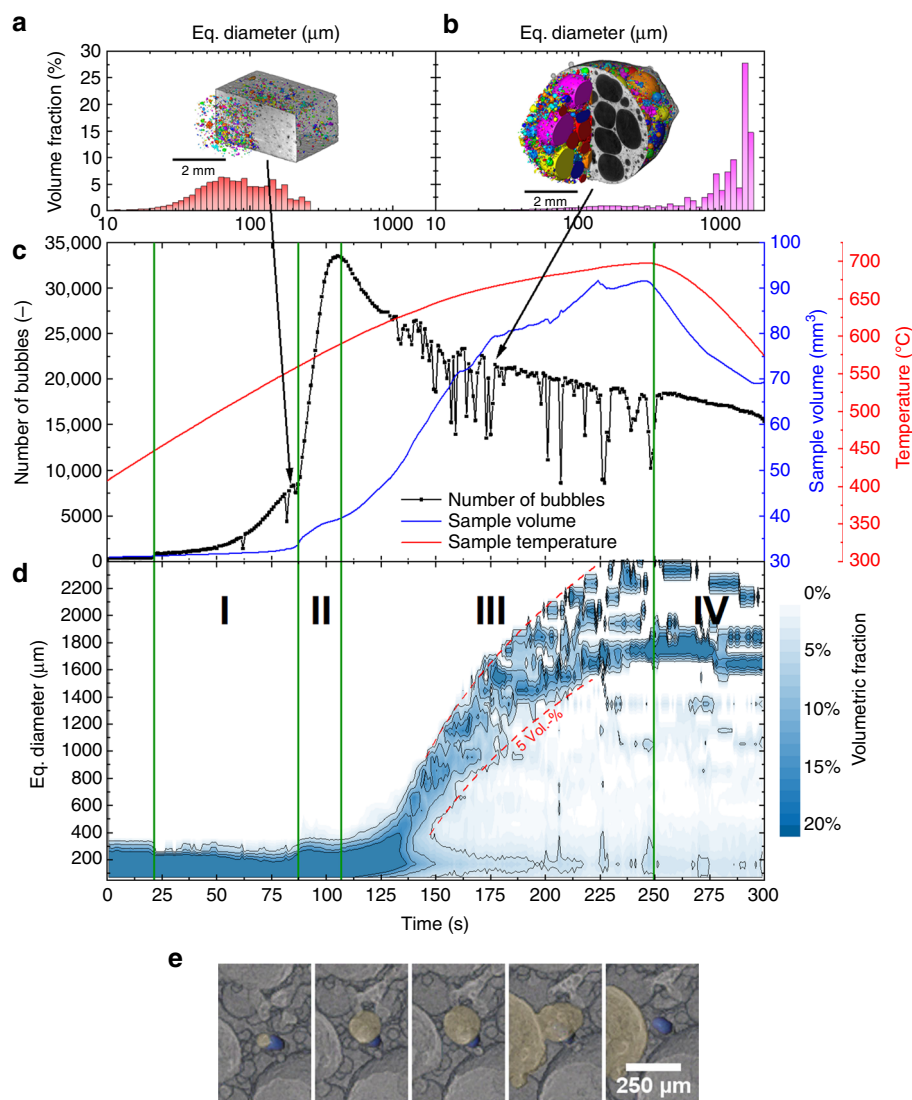 a
Eq. diameter (μm)
b
Eq. diameter (μm)
Volume fraction (%)
30
25
20
15
10
5
0
2 mm
2 mm
10 100 1000 10 100 1000
c
Number of bubbles (–)
35,000
30,000
25,000
20,000
15,000
10,000
5000
0
Number of bubbles
Sample volume
Sample temperature
100
90
80
70
60
50
40
30
Sample volume (mm³)
700
650
600
550
500
450
400
350
300
Temperature (°C)
d
Eq. diameter (μm)
2200
2000
1800
1600
1400
1200
1000
800
600
400
200
I II III IV
5 Vol.-%
0 25 50 75 100 125 150 175 200 225 250 275 300
Time (s)
0%
5%
10%
15%
20%
Volumetric fraction
e
250 μm